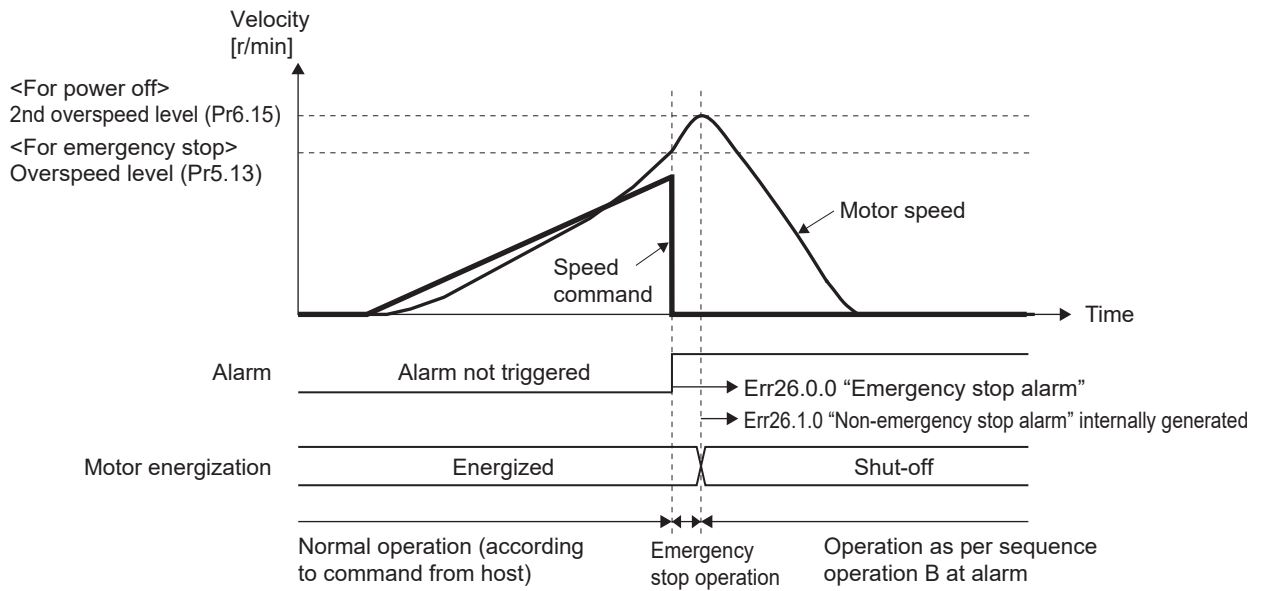 Velocity
[r/min]
<For power off>
2nd overspeed level (Pr6.15)
<For emergency stop>
Overspeed level (Pr5.13)
Motor speed
Speed
command
Time
Alarm
Alarm not triggered
Err26.0.0 “Emergency stop alarm”
Err26.1.0 “Non-emergency stop alarm” internally generated
Motor energization
Energized
Shut-off
Normal operation (according
to command from host)
Emergency
stop operation
Operation as per sequence
operation B at alarm